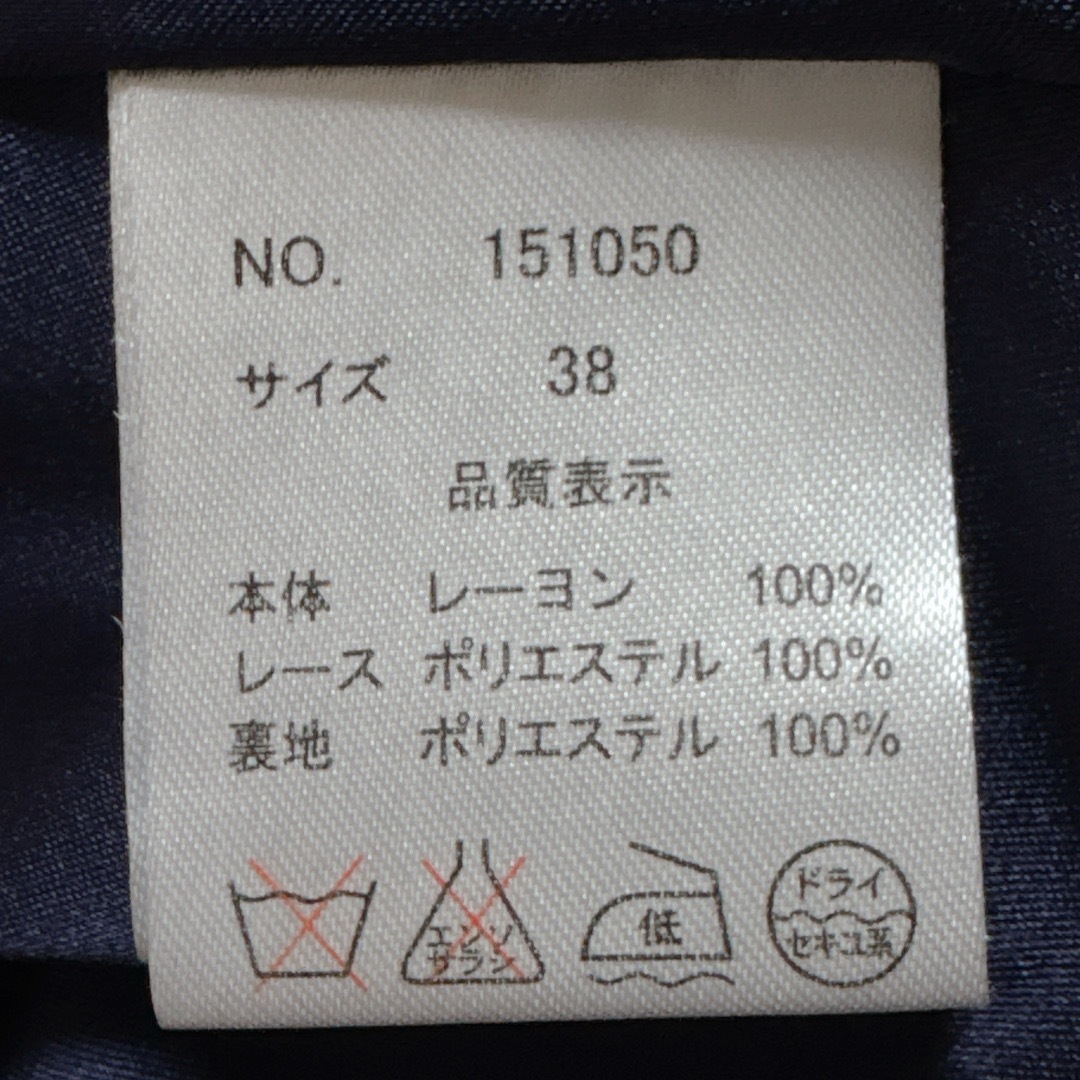 NO. 151050
サイズ 38
品質表示
本体 レーヨン 100%
レース ポリエステル 100%
裏地 ポリエステル 100%
エンソ
サラシ
低
ドライ
セキユ系